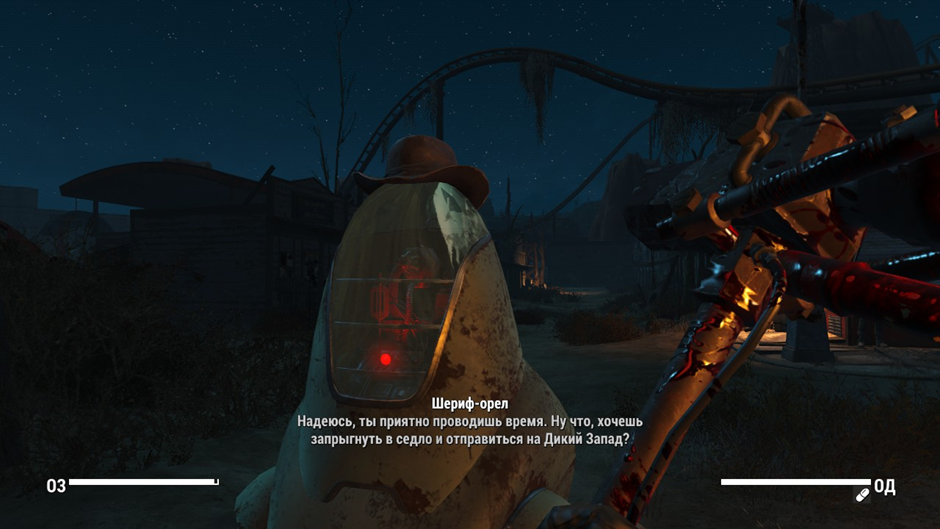 Шериф-орел
Надеюсь, ты приятно проводишь время. Ну что, хочешь
запрыгнуть в седло и отправиться на Дикий Запад?
ОЗ
ОД